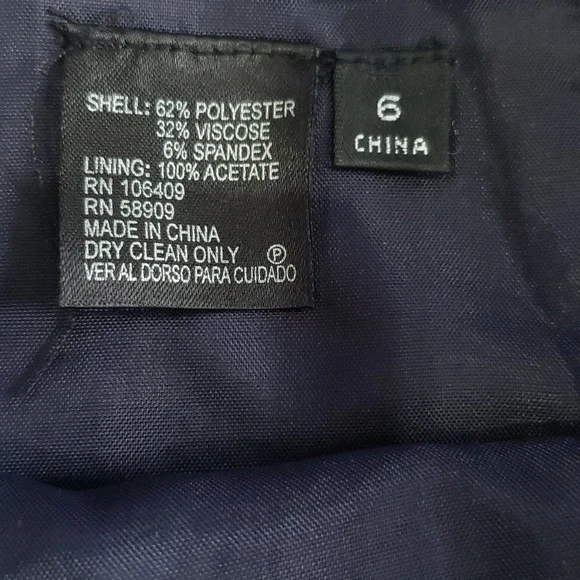 SHELL: 62% POLYESTER
32% VISCOSE
6% SPANDEX
LINING: 100% ACETATE
RN 106409
RN 58909
MADE IN CHINA
DRY CLEAN ONLY Ⓟ
VER AL DORSO PARA CUIDADO
6
CHINA